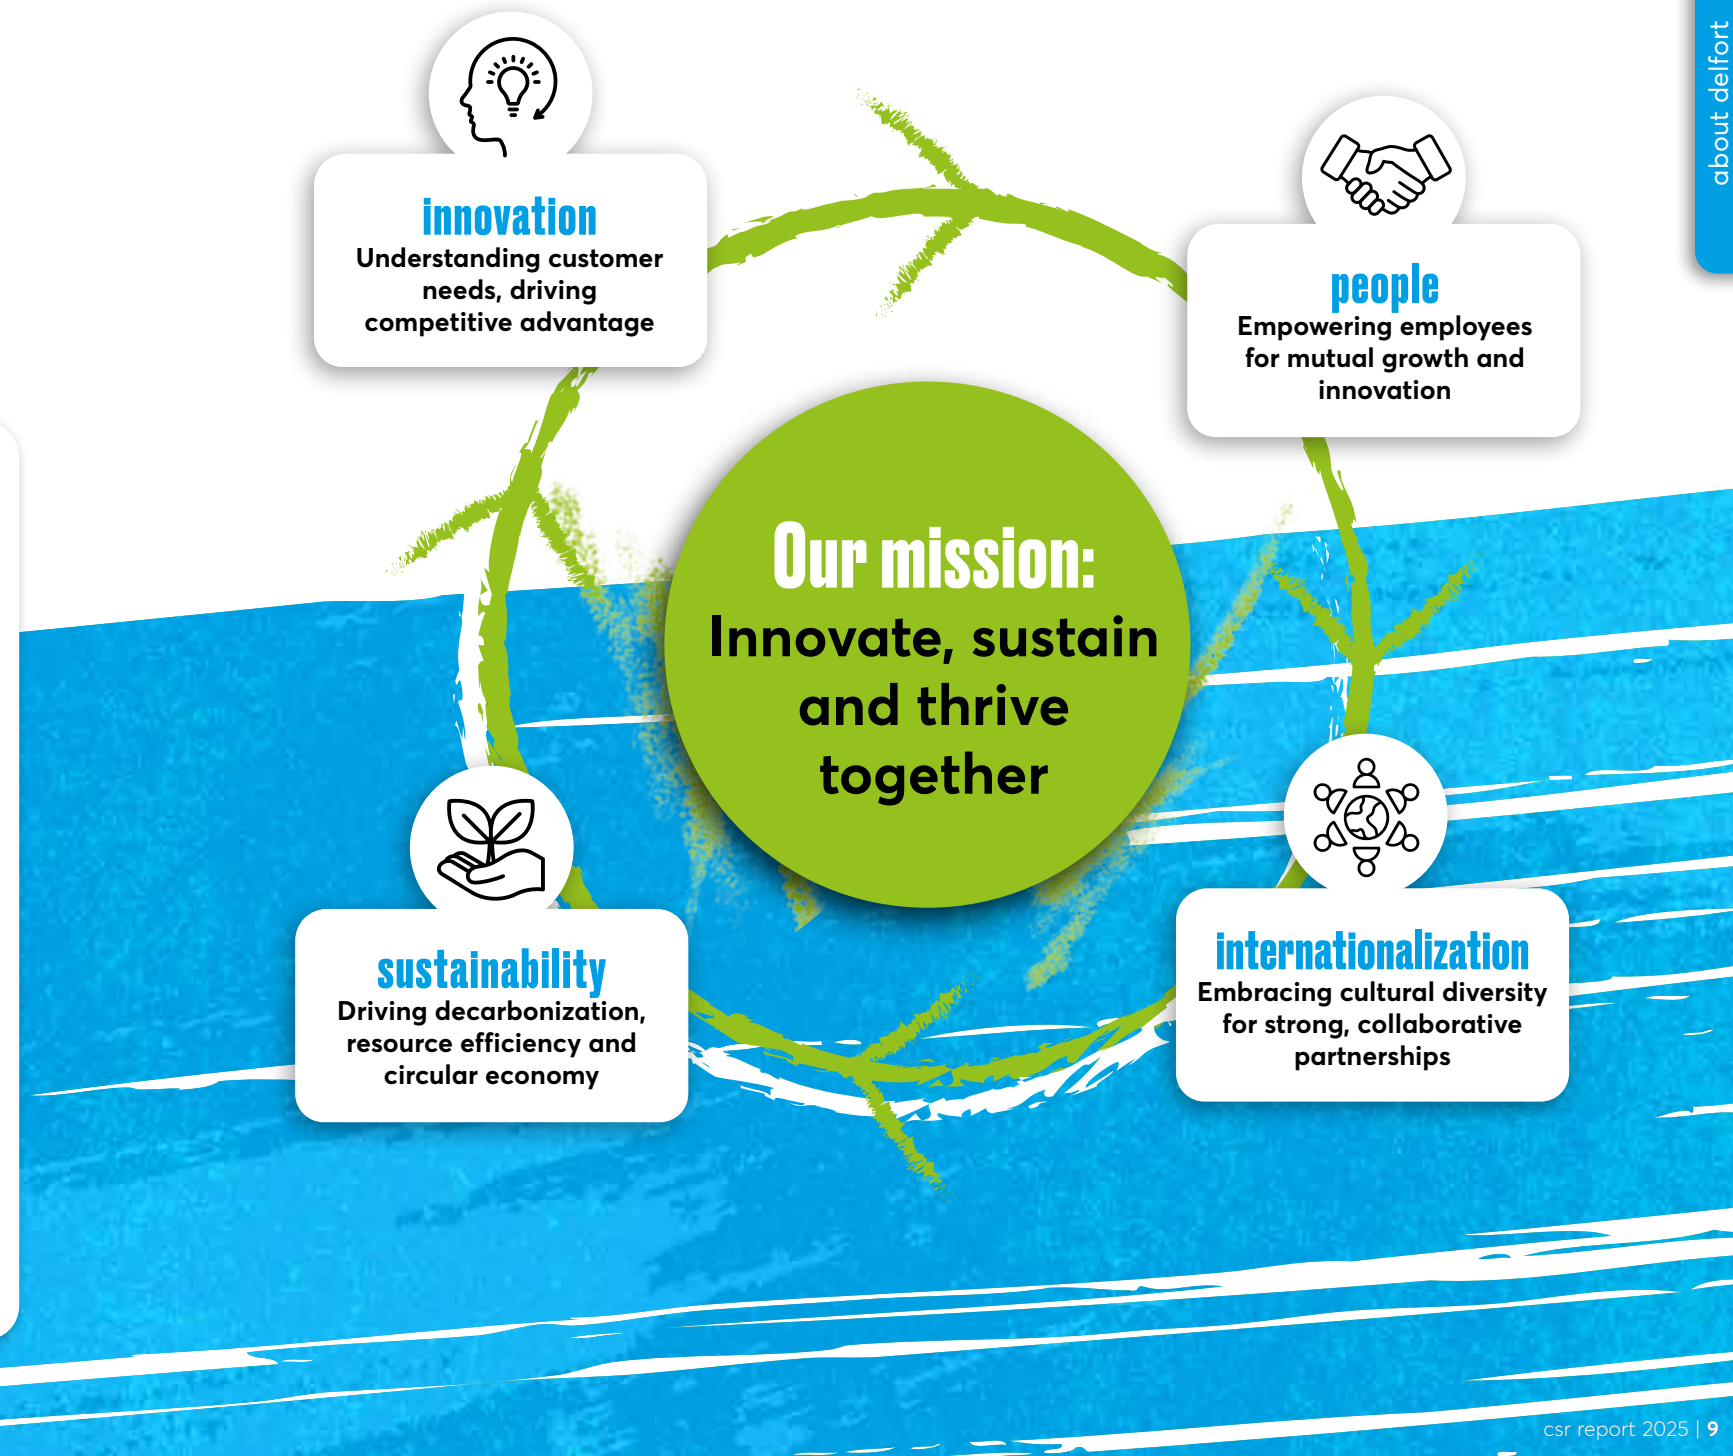 about delfort
innovation
Understanding customer
needs, driving
competitive advantage
people
Empowering employees
for mutual growth and
innovation
Our mission:
Innovate, sustain
and thrive
together
sustainability
Driving decarbonization,
resource efficiency and
circular economy
internationalization
Embracing cultural diversity
for strong, collaborative
partnerships
csr report 2025 | 9